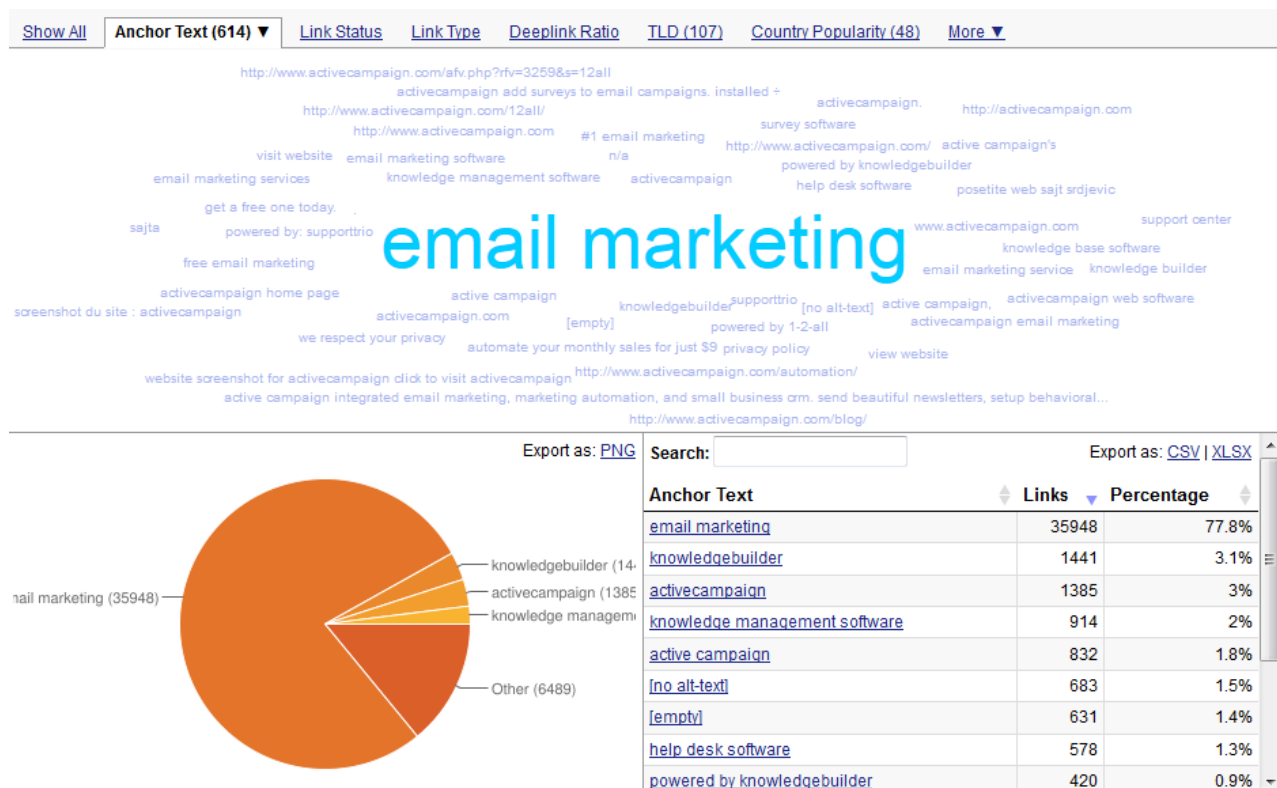 Show All Anchor Text (614) ▼ Link Status Link Type Deeplink Ratio TLD (107) Country Popularity (48) More ▼
http://www.activecampaign.com/afv.php?rfv=3259&s=12all
activecampaign add surveys to email campaigns. installed ÷
http://www.activecampaign.com/12all/
activecampaign.
http://activecampaign.com
http://www.activecampaign.com
#1 email marketing
survey software
http://www.activecampaign.com/
active campaign's
visit website
email marketing software
n/a
powered by knowledgebuilder
email marketing services
knowledge management software
activecampaign
help desk software
posetite web sajt srdjevic
get a free one today.
.
sajta
powered by: supporttrio
email marketing
www.activecampaign.com
support center
knowledge base software
free email marketing
email marketing service
knowledge builder
activecampaign home page
active campaign
knowledgebuilder
supporttrio
[no alt-text]
active campaign,
activecampaign web software
screenshot du site : activecampaign
activecampaign.com
[empty]
powered by 1-2-all
activecampaign email marketing
we respect your privacy
automate your monthly sales for just $9
privacy policy
view website
website screenshot for activecampaign click to visit activecampaign
http://www.activecampaign.com/automation/
active campaign integrated email marketing, marketing automation, and small business crm. send beautiful newsletters, setup behavioral...
http://www.activecampaign.com/blog/
Export as: PNG
knowledgebuilder (14
activecampaign (1385
knowledge managem
ail marketing (35948)
Other (6489)
Search:
Export as: CSV | XLSX
Anchor Text Links Percentage
email marketing 35948 77.8%
knowledgebuilder 1441 3.1%
activecampaign 1385 3%
knowledge management software 914 2%
active campaign 832 1.8%
[no alt-text] 683 1.5%
[empty] 631 1.4%
help desk software 578 1.3%
powered by knowledgebuilder 420 0.9%